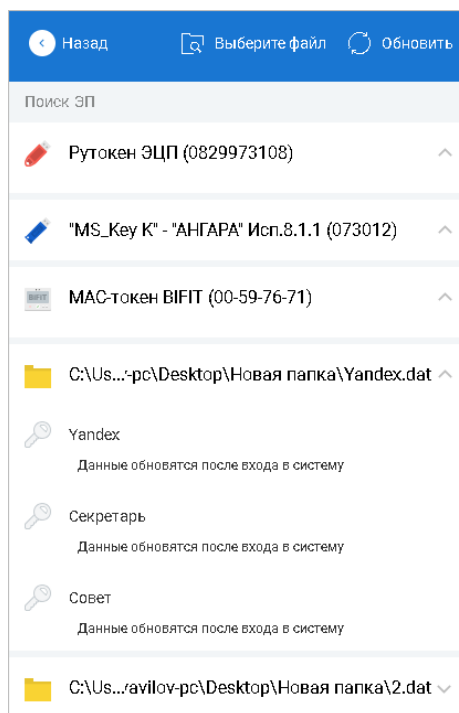 Назад
Выберите файл
Обновить
Поиск ЭП
Рутокен ЭЦП (0829973108)
"MS_Key K" - "АНГАРА" Исп.8.1.1 (073012)
BIFIT
MAC-токен BIFIT (00-59-76-71)
C:\Us...-pc\Desktop\Новая папка\Yandex.dat
Yandex
Данные обновятся после входа в систему
Секретарь
Данные обновятся после входа в систему
Совет
Данные обновятся после входа в систему
C:\Us...avilov-pc\Desktop\Новая папка\2.dat